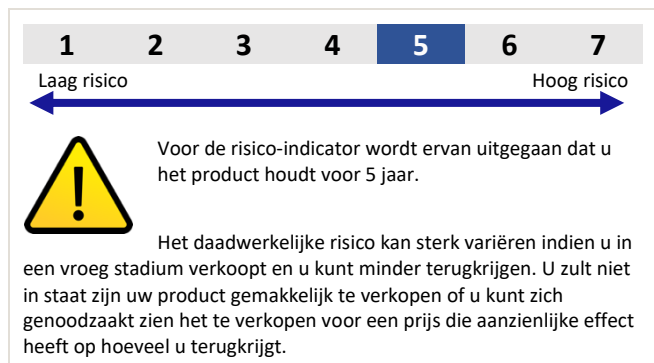 1 2 3 4 5 6 7
Laag risico Hoog risico
Voor de risico-indicator wordt ervan uitgegaan dat u
het product houdt voor 5 jaar.
Het daadwerkelijke risico kan sterk variëren indien u in
een vroeg stadium verkoopt en u kunt minder terugkrijgen. U zult niet
in staat zijn uw product gemakkelijk te verkopen of u kunt zich
genoodzaakt zien het te verkopen voor een prijs die aanzienlijke effect
heeft op hoeveel u terugkrijgt.